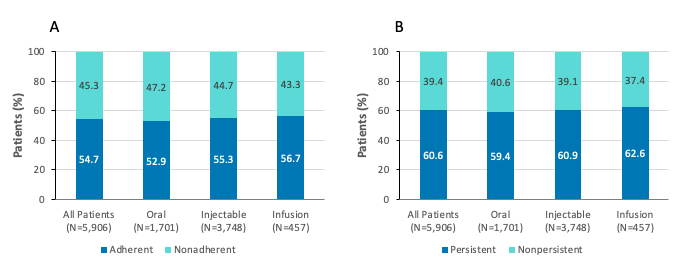 A
Patients (%)
100
80
60
40
20
0
45.3
47.2
44.7
43.3
54.7
52.9
55.3
56.7
All Patients Oral Injectable Infusion
(N=5,906) (N=1,701) (N=3,748) (N=457)
Adherent Nonadherent
B
Patients (%)
100
80
60
40
20
0
39.4
40.6
39.1
37.4
60.6
59.4
60.9
62.6
All Patients Oral Injectable Infusion
(N=5,906) (N=1,701) (N=3,748) (N=457)
Persistent Nonpersistent